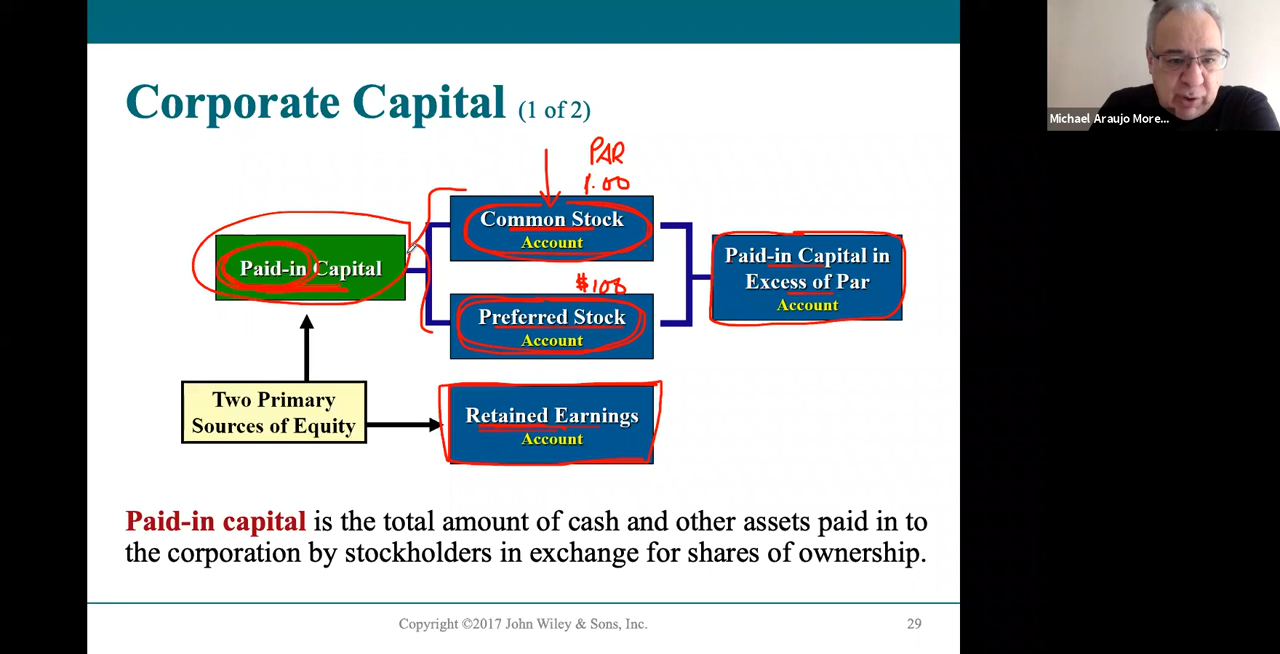 Corporate Capital (1 of 2)
PAR
1.00
Common Stock
Account
Paid-in Capital
Paid-in Capital in
Excess of Par
Account
$100
Preferred Stock
Account
Two Primary
Sources of Equity
Retained Earnings
Account
Paid-in capital is the total amount of cash and other assets paid in to
the corporation by stockholders in exchange for shares of ownership.
Copyright ©2017 John Wiley & Sons, Inc.
29
Michael Araujo More...